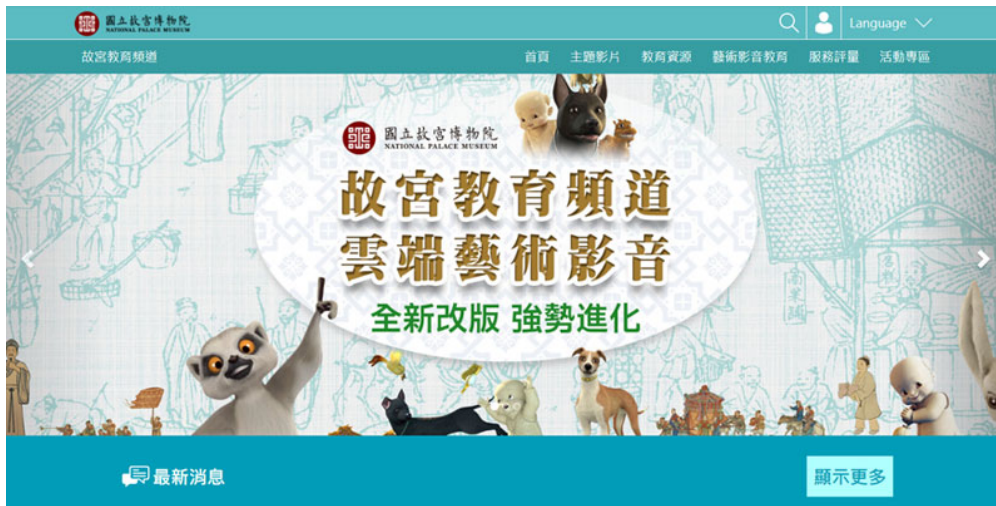 國立故宮博物院
NATIONAL PALACE MUSEUM
Language
故宮教育頻道
首頁 主題影片 教育資源 藝術影音教育 服務評量 活動專區
國立故宮博物院
NATIONAL PALACE MUSEUM
故宮教育頻道
雲端藝術影音
全新改版 強勢進化
最新消息
顯示更多